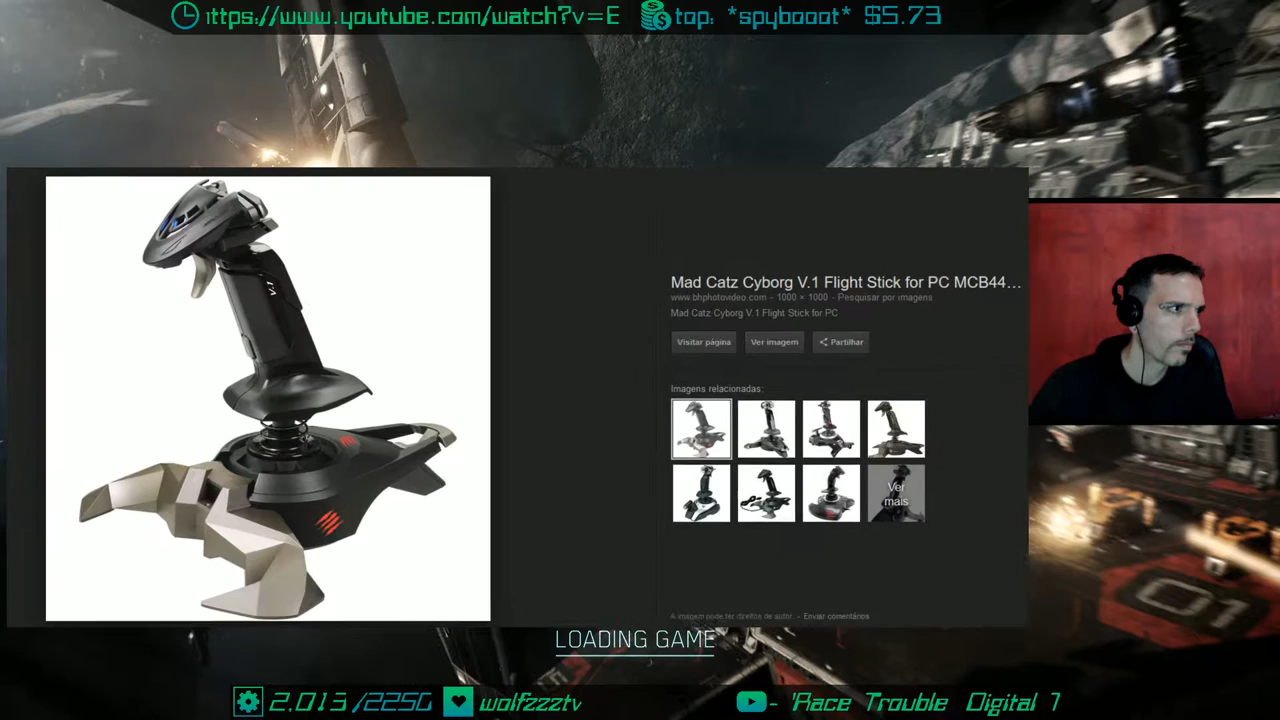 ittps://www.youtube.com/watch?v=E
top: *spybooot* $5.73
V.1
Mad Catz Cyborg V.1 Flight Stick for PC MCB44...
www.bhphotovideo.com - 1000 × 1000 - Pesquisar por imagens
Mad Catz Cyborg V.1 Flight Stick for PC
Visitar página
Ver imagem
Partilhar
Imagens relacionadas:
Ver
mais
A imagem pode ter direitos de autor. - Enviar comentários
01
LOADING GAME
2,013/2250
wolfzzztv
- 'Race Trouble Digital 7